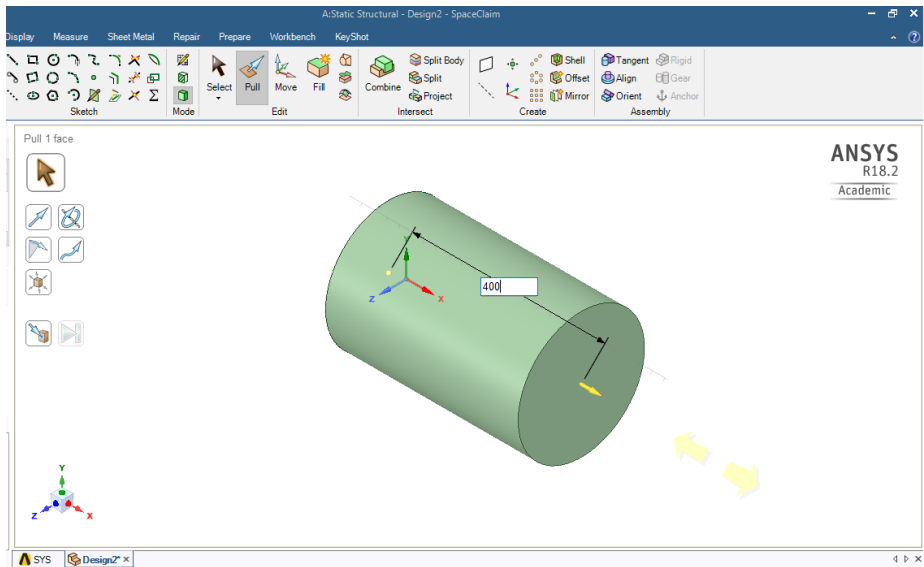 A:Static Structural - Design2 - SpaceClaim
Display Measure Sheet Metal Repair Prepare Workbench KeyShot
Select Pull Move Fill Combine Split Body Split Project Shell Offset Mirror Tangent Align Orient Rigid Gear Anchor
Sketch Mode Edit Intersect Create Assembly
Pull 1 face
ANSYS
R18.2
Academic
Y
400
Z X
Y
Z X
SYS Design2*